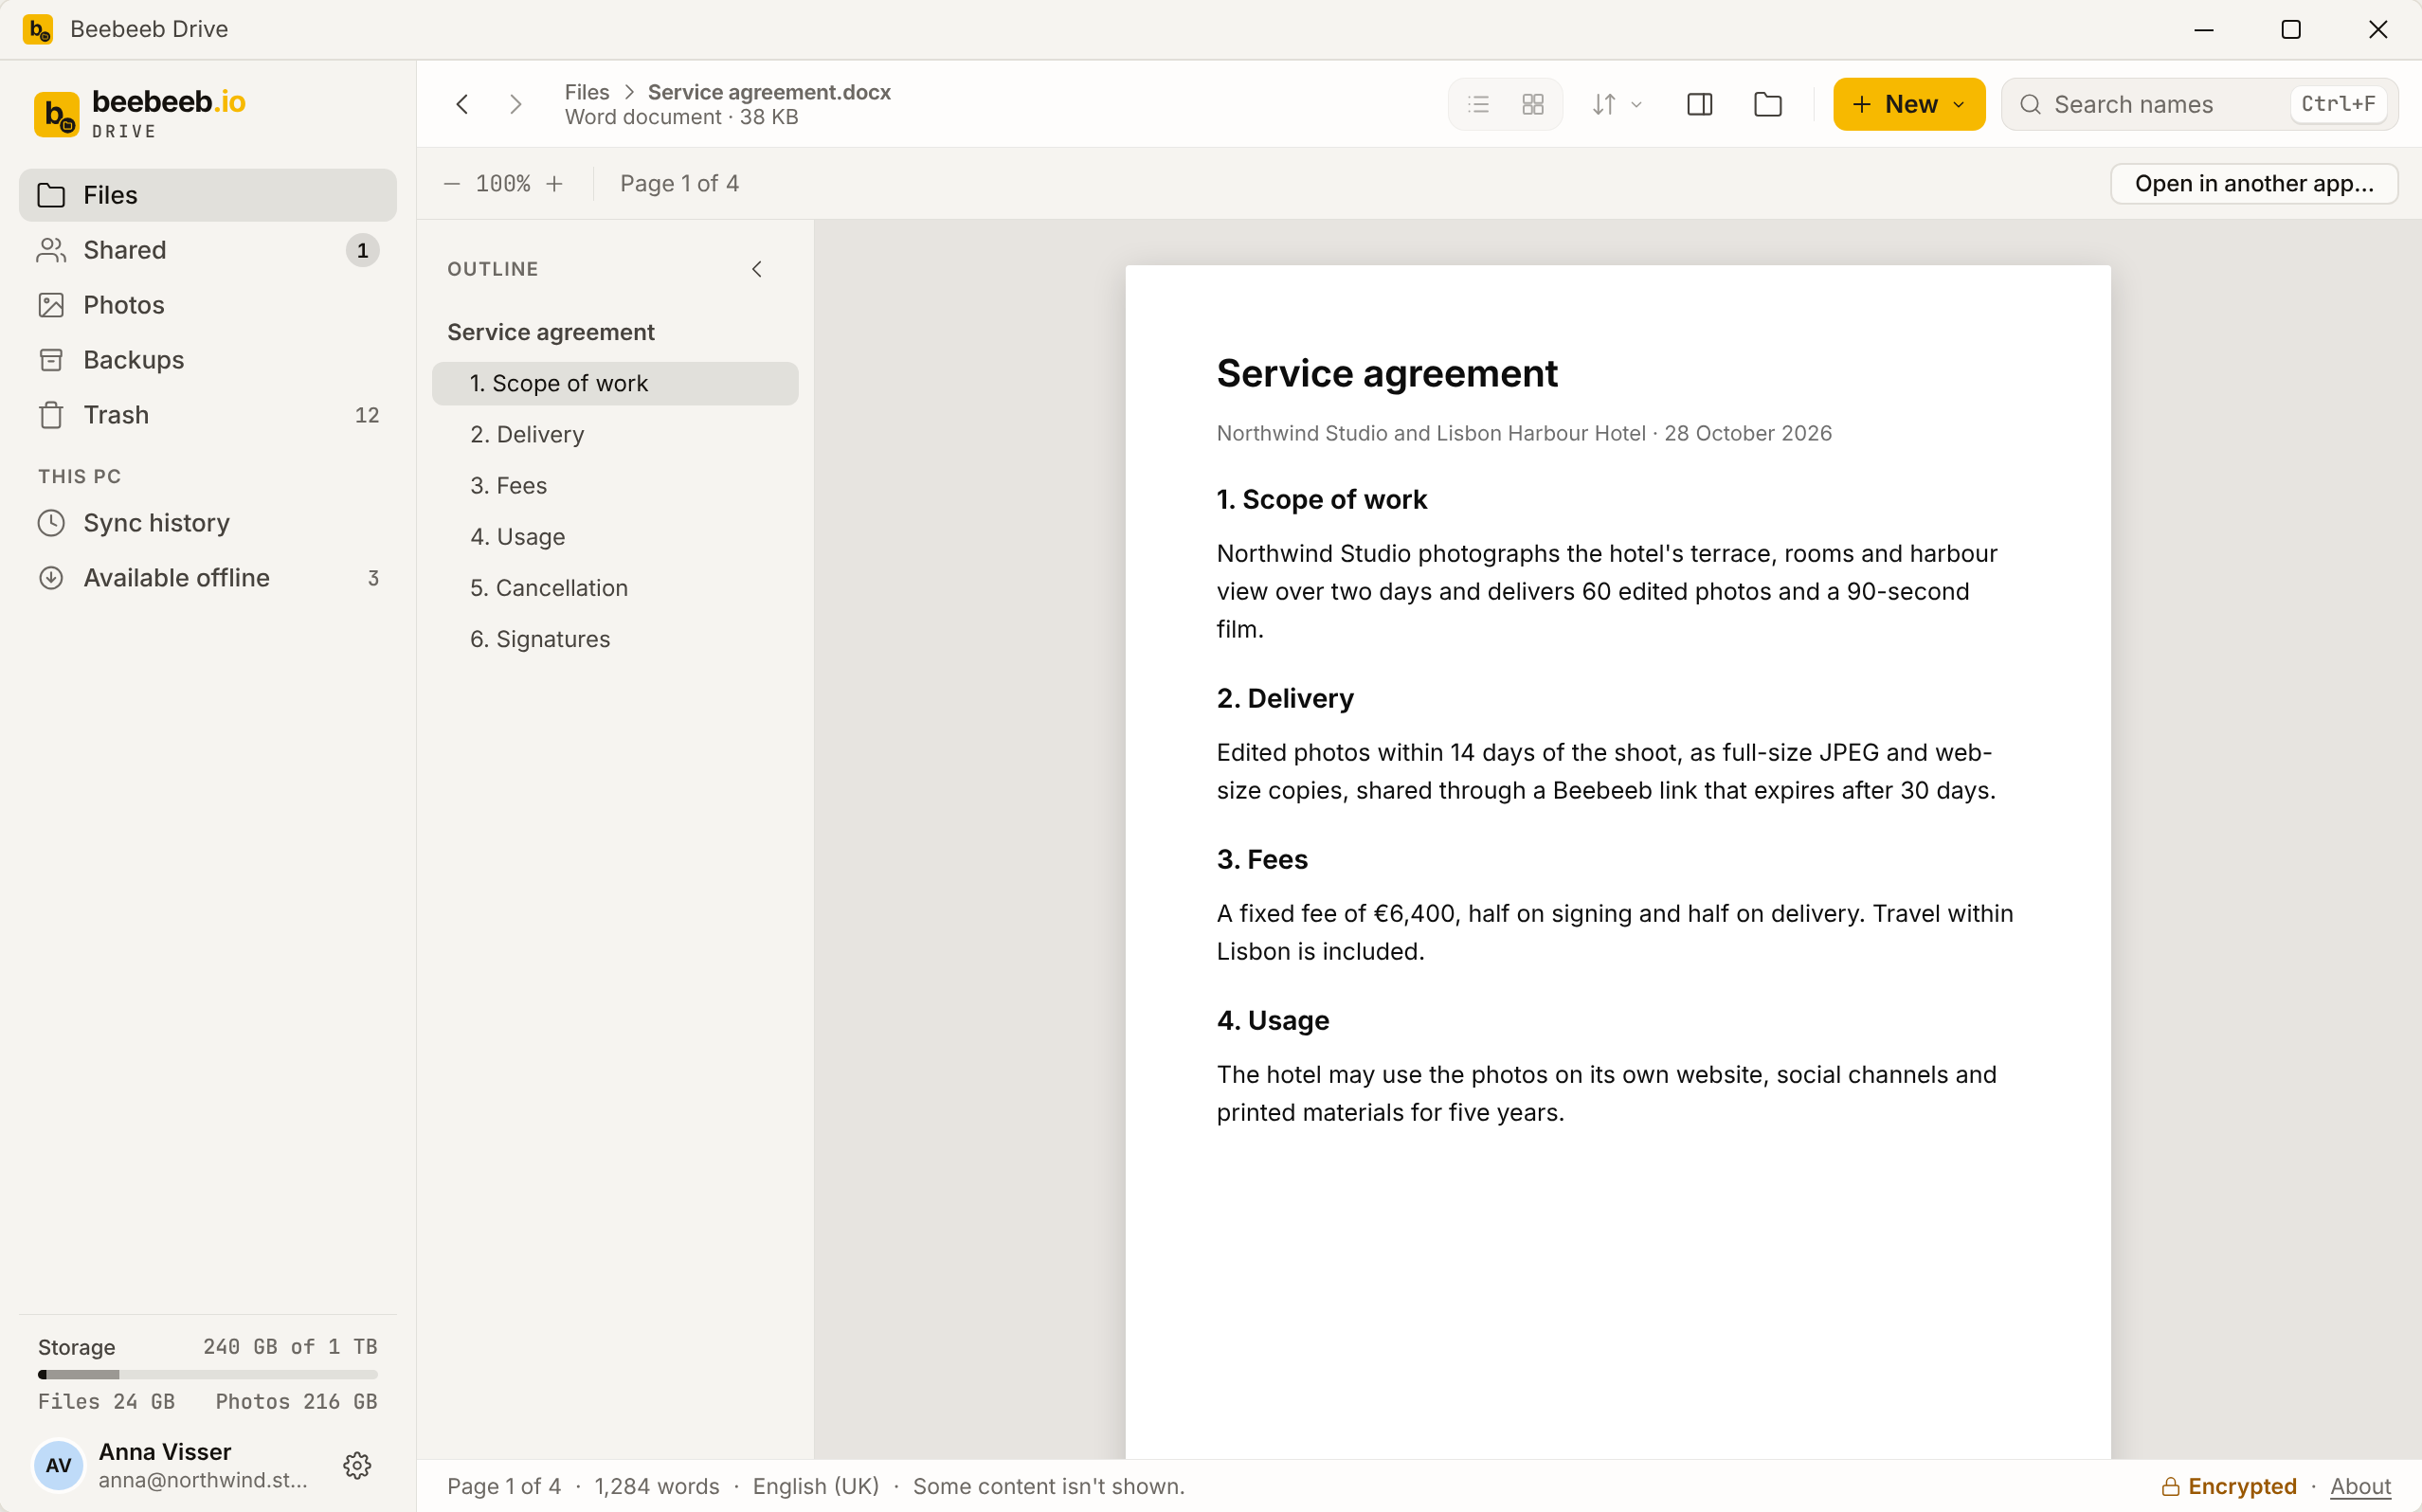 Beebeeb Drive
beebeeb.io
DRIVE
Files
Shared 1
Photos
Backups
Trash 12
THIS PC
Sync history
Available offline 3
Storage 240 GB of 1 TB
Files 24 GB Photos 216 GB
AV
Anna Visser
anna@northwind.st...
Files > Service agreement.docx
Word document · 38 KB
+ New
Search names Ctrl+F
− 100% + Page 1 of 4
Open in another app...
OUTLINE
Service agreement
1. Scope of work
2. Delivery
3. Fees
4. Usage
5. Cancellation
6. Signatures
Service agreement
Northwind Studio and Lisbon Harbour Hotel · 28 October 2026
1. Scope of work
Northwind Studio photographs the hotel's terrace, rooms and harbour
view over two days and delivers 60 edited photos and a 90-second
film.
2. Delivery
Edited photos within 14 days of the shoot, as full-size JPEG and web-
size copies, shared through a Beebeeb link that expires after 30 days.
3. Fees
A fixed fee of €6,400, half on signing and half on delivery. Travel within
Lisbon is included.
4. Usage
The hotel may use the photos on its own website, social channels and
printed materials for five years.
Page 1 of 4 · 1,284 words · English (UK) · Some content isn't shown.
Encrypted · About